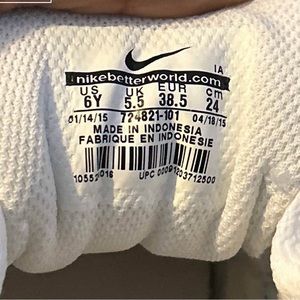 IA
nikebetterworld.com
US UK EUR cm
6Y 5.5 38.5 24
01/14/15 724821-101 04/18/15
MADE IN INDONESIA
FABRIQUE EN INDONESIE
UPC 00091203712500